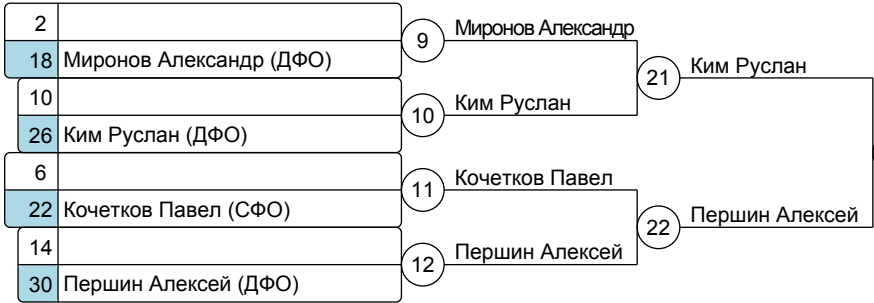 2
18 Миронов Александр (ДФО)
10
26 Ким Руслан (ДФО)
6
22 Кочетков Павел (СФО)
14
30 Першин Алексей (ДФО)
9 Миронов Александр
10 Ким Руслан
11 Кочетков Павел
12 Першин Алексей
21 Ким Руслан
22 Першин Алексей